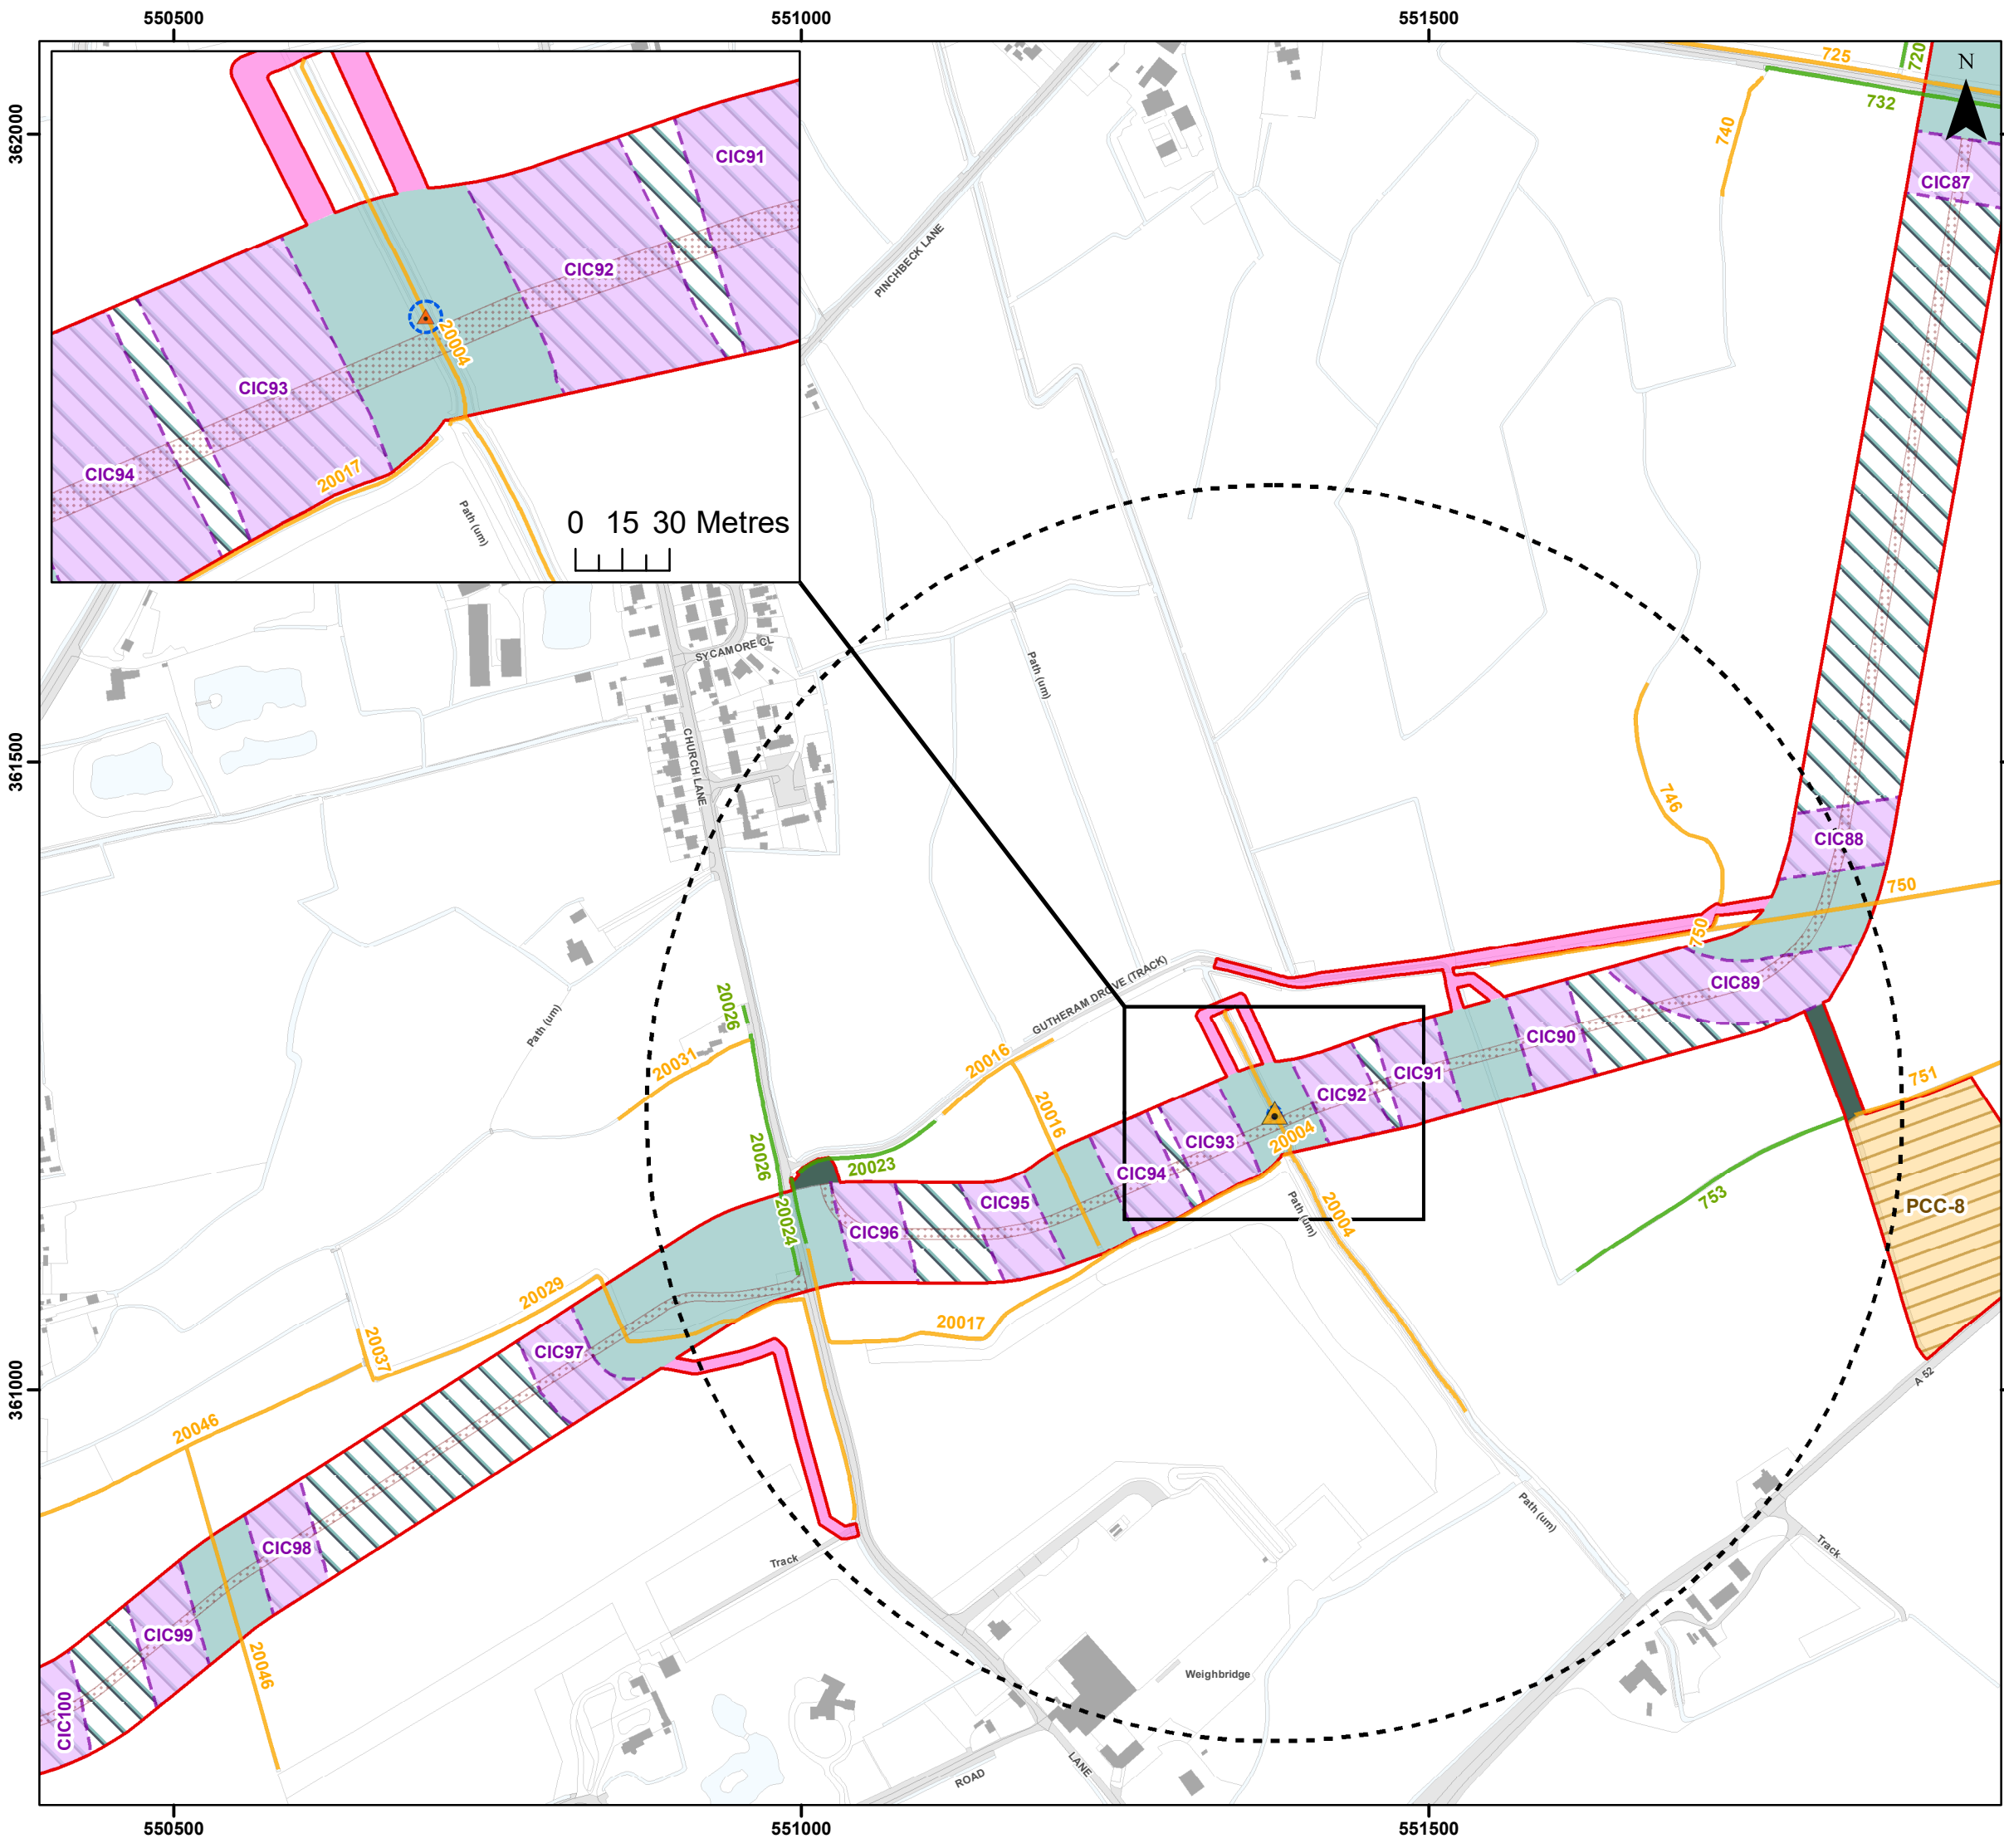 550500
551000
551500
725
720
732
N
740
CIC87
362000
PINCHBECK LANE
CIC91
CIC92
20004
CIC93
CIC94
20017
Path (um)
0 15 30 Metres
SYCAMORE CL
CHURCH LANE
Path (um)
361500
746
CIC88
750
750
CIC89
GUTHERAM DROVE (TRACK)
20026
Path (um)
20031
20016
20016
CIC90
CIC91
CIC92
CIC93
CIC94
20004
751
20026
20023
20024
CIC95
CIC96
Path (um)
20004
753
PCC-8
20029
20037
CIC97
20017
A 52
361000
20046
CIC98
Track
Path (um)
Track
CIC99
20046
CIC100
Weighbridge
ROAD
LANE
550500
551000
551500